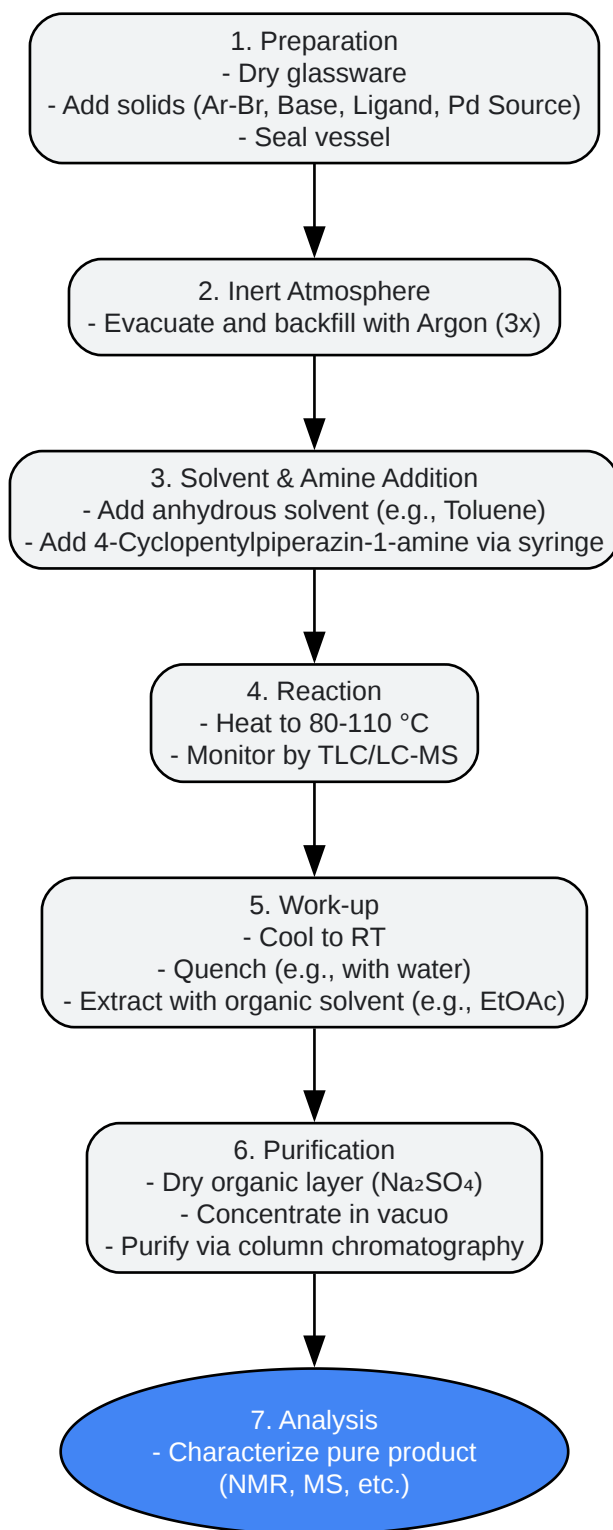 1. Preparation
- Dry glassware
- Add solids (Ar-Br, Base, Ligand, Pd Source)
- Seal vessel
2. Inert Atmosphere
- Evacuate and backfill with Argon (3x)
3. Solvent & Amine Addition
- Add anhydrous solvent (e.g., Toluene)
- Add 4-Cyclopentylpiperazin-1-amine via syringe
4. Reaction
- Heat to 80-110 °C
- Monitor by TLC/LC-MS
5. Work-up
- Cool to RT
- Quench (e.g., with water)
- Extract with organic solvent (e.g., EtOAc)
6. Purification
- Dry organic layer (Na₂SO₄)
- Concentrate in vacuo
- Purify via column chromatography
7. Analysis
- Characterize pure product
(NMR, MS, etc.)